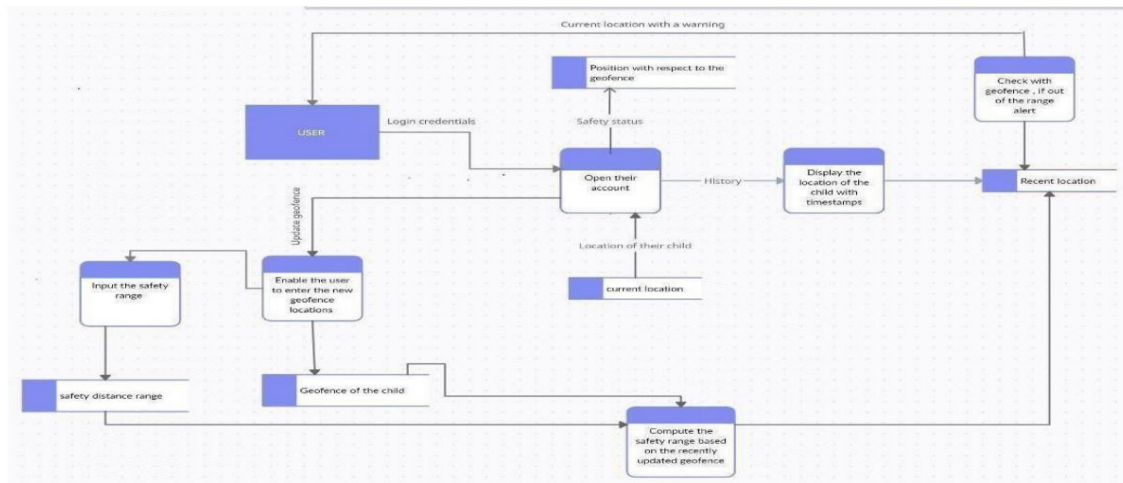 Current location with a warning
Position with respect to the
geofence
Check with
geofence , if out
of the range
alert
USER
Login credentials
Safety status
Open their
account
History
Display the
location of the
child with
timestamps
Recent location
Update geofence
Location of their child
Input the safety
range
Enable the user
to enter the new
geofence
locations
current location
safety distance range
Geofence of the child
Compute the
safety range based
on the recently
updated geofence